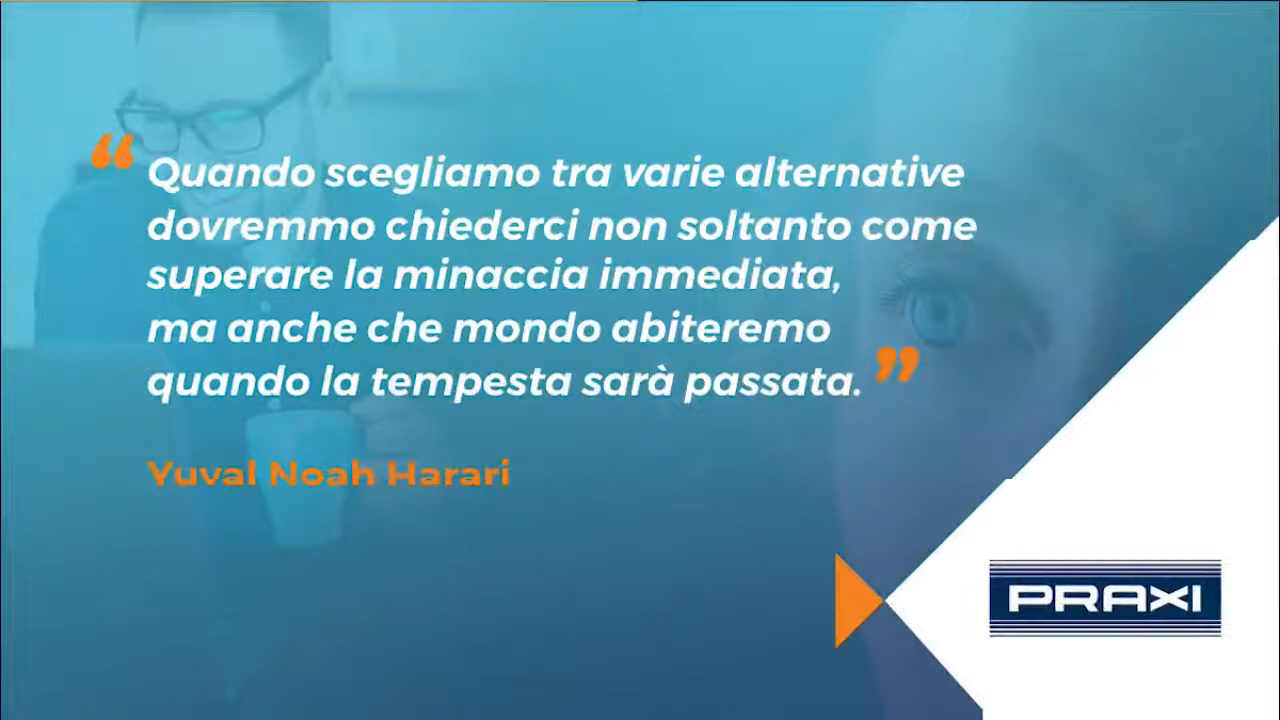 “Quando scegliamo tra varie alternative
dovremmo chiederci non soltanto come
superare la minaccia immediata,
ma anche che mondo abiteremo
quando la tempesta sarà passata.”
Yuval Noah Harari
PRAXI